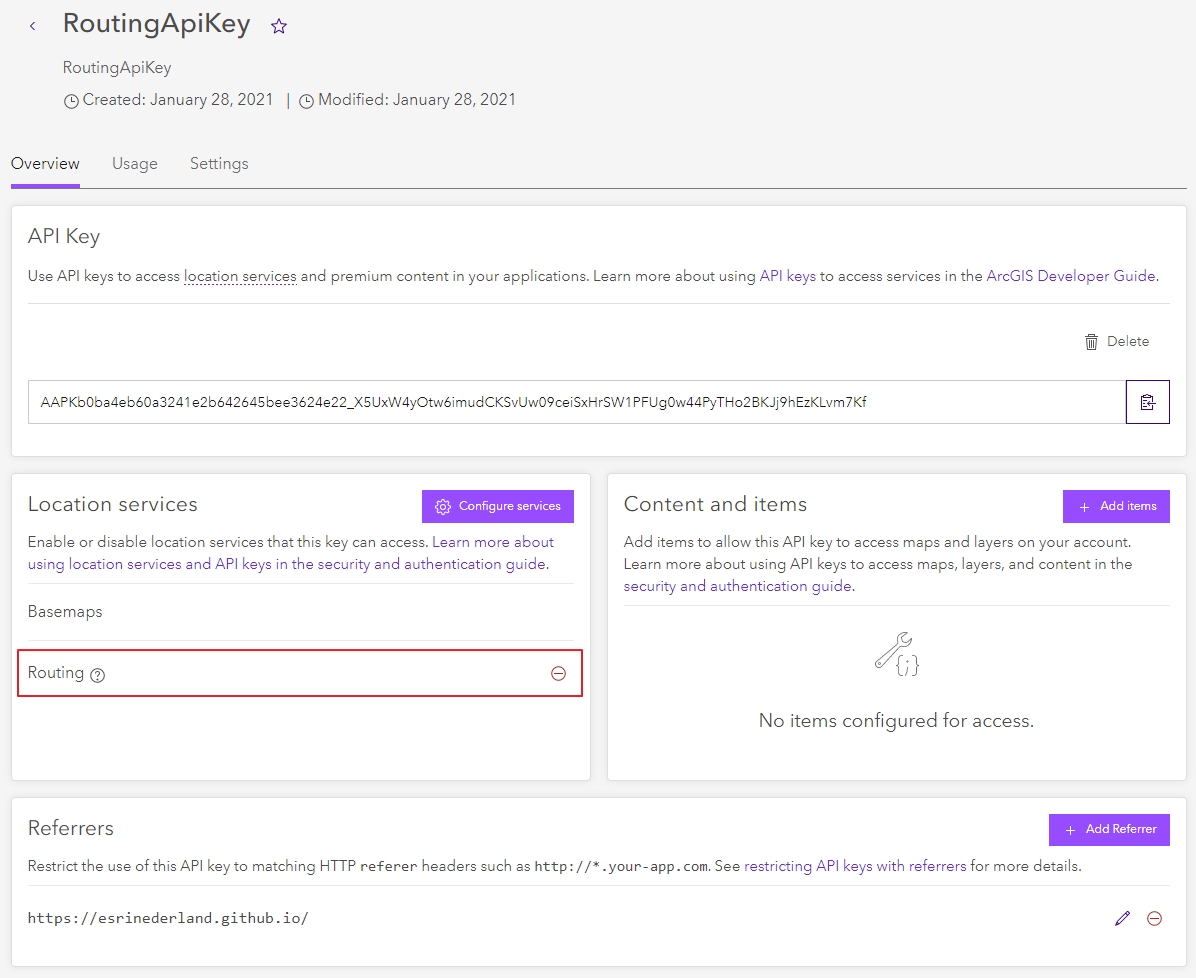 RoutingApiKey
RoutingApiKey
Created: January 28, 2021 | Modified: January 28, 2021
Overview Usage Settings
API Key
Use API keys to access location services and premium content in your applications. Learn more about using API keys to access services in the ArcGIS Developer Guide.
Delete
AAPKb0ba4eb60a3241e2b642645bee3624e22_X5UxW4yOtw6imudCKSvUw09ceiSxHrSW1PFUg0w44PyTHo2BKJj9hEzKLvm7Kf
Location services
Configure services
Enable or disable location services that this key can access. Learn more about
using location services and API keys in the security and authentication guide.
Basemaps
Routing
Content and items
Add items
Add items to allow this API key to access maps and layers on your account.
Learn more about using API keys to access maps, layers, and content in the
security and authentication guide.
No items configured for access.
Referrers
Add Referrer
Restrict the use of this API key to matching HTTP referer headers such as http://*.your-app.com. See restricting API keys with referrers for more details.
https://esrinederland.github.io/